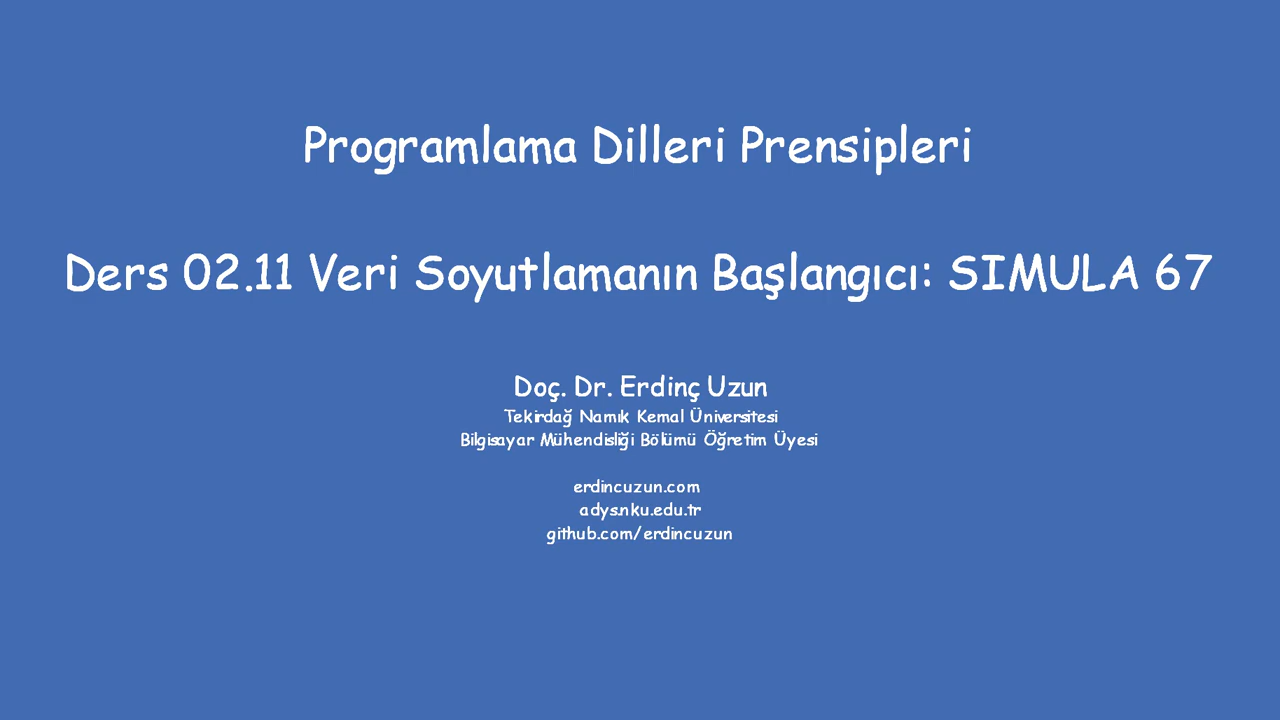 Programlama Dilleri Prensipleri
Ders 02.11 Veri Soyutlamanın Başlangıcı: SIMULA 67
Doç. Dr. Erdinç Uzun
Tekirdağ Namık Kemal Üniversitesi
Bilgisayar Mühendisliği Bölümü Öğretim Üyesi
erdincuzun.com
adys.nku.edu.tr
github.com/erdincuzun